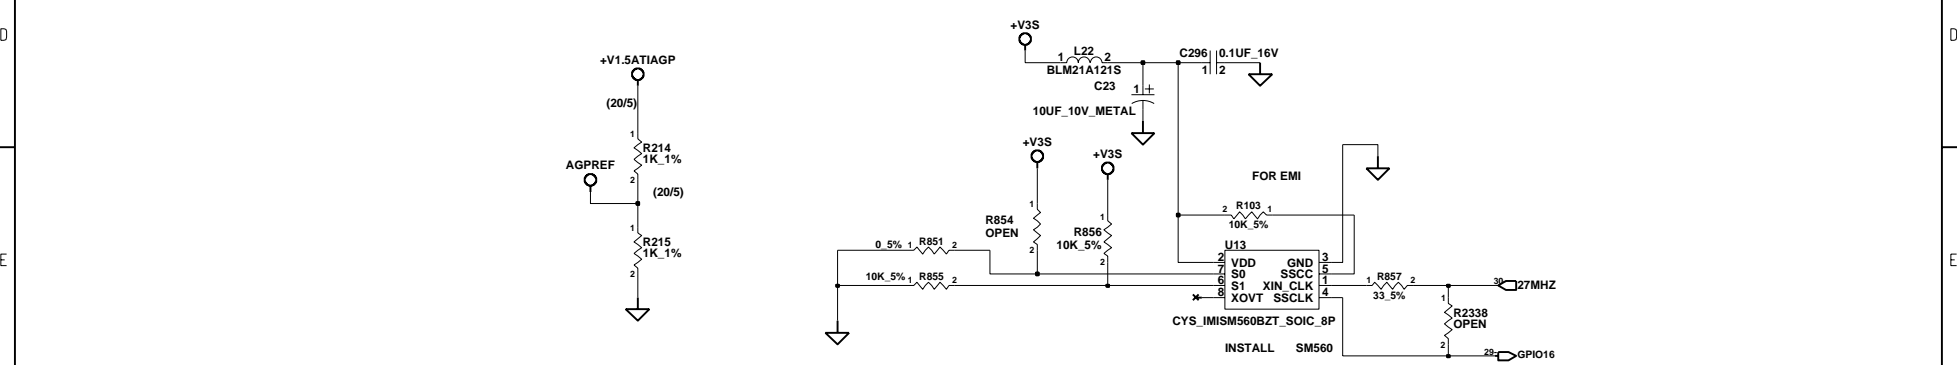 D
D
+V3S
L22
1
2
BLM21A121S
C296
0.1UF_16V
1
2
+V1.5ATIAGP
(20/5)
C23
1
+
10UF_10V_METAL
1
R214
1K_1%
2
AGPREF
(20/5)
1
R215
1K_1%
2
+V3S
+V3S
FOR EMI
R854
OPEN
1
2
R856
10K_5%
1
2
2
R103
1
10K_5%
0_5%
1
R851
2
10K_5%
1
R855
2
U13
2
VDD
GND
3
7
S0
SSCC
5
6
S1
XIN_CLK
1
8
XOVT
SSCLK
4
CYS_IMISM560BZT_SOIC_8P
INSTALL SM560
1
R857
2
33_5%
30
27MHZ
1
R2338
OPEN
2
29
GPIO16
E
E